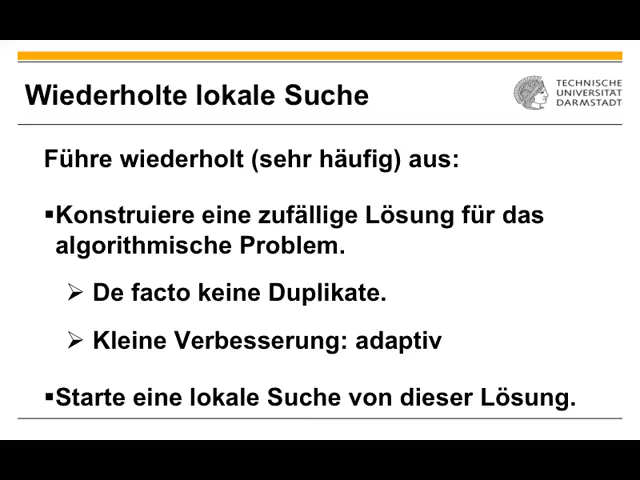 Wiederholte lokale Suche
TECHNISCHE
UNIVERSITÄT
DARMSTADT
Führe wiederholt (sehr häufig) aus:
▪Konstruiere eine zufällige Lösung für das
algorithmische Problem.
➢ De facto keine Duplikate.
➢ Kleine Verbesserung: adaptiv
▪Starte eine lokale Suche von dieser Lösung.